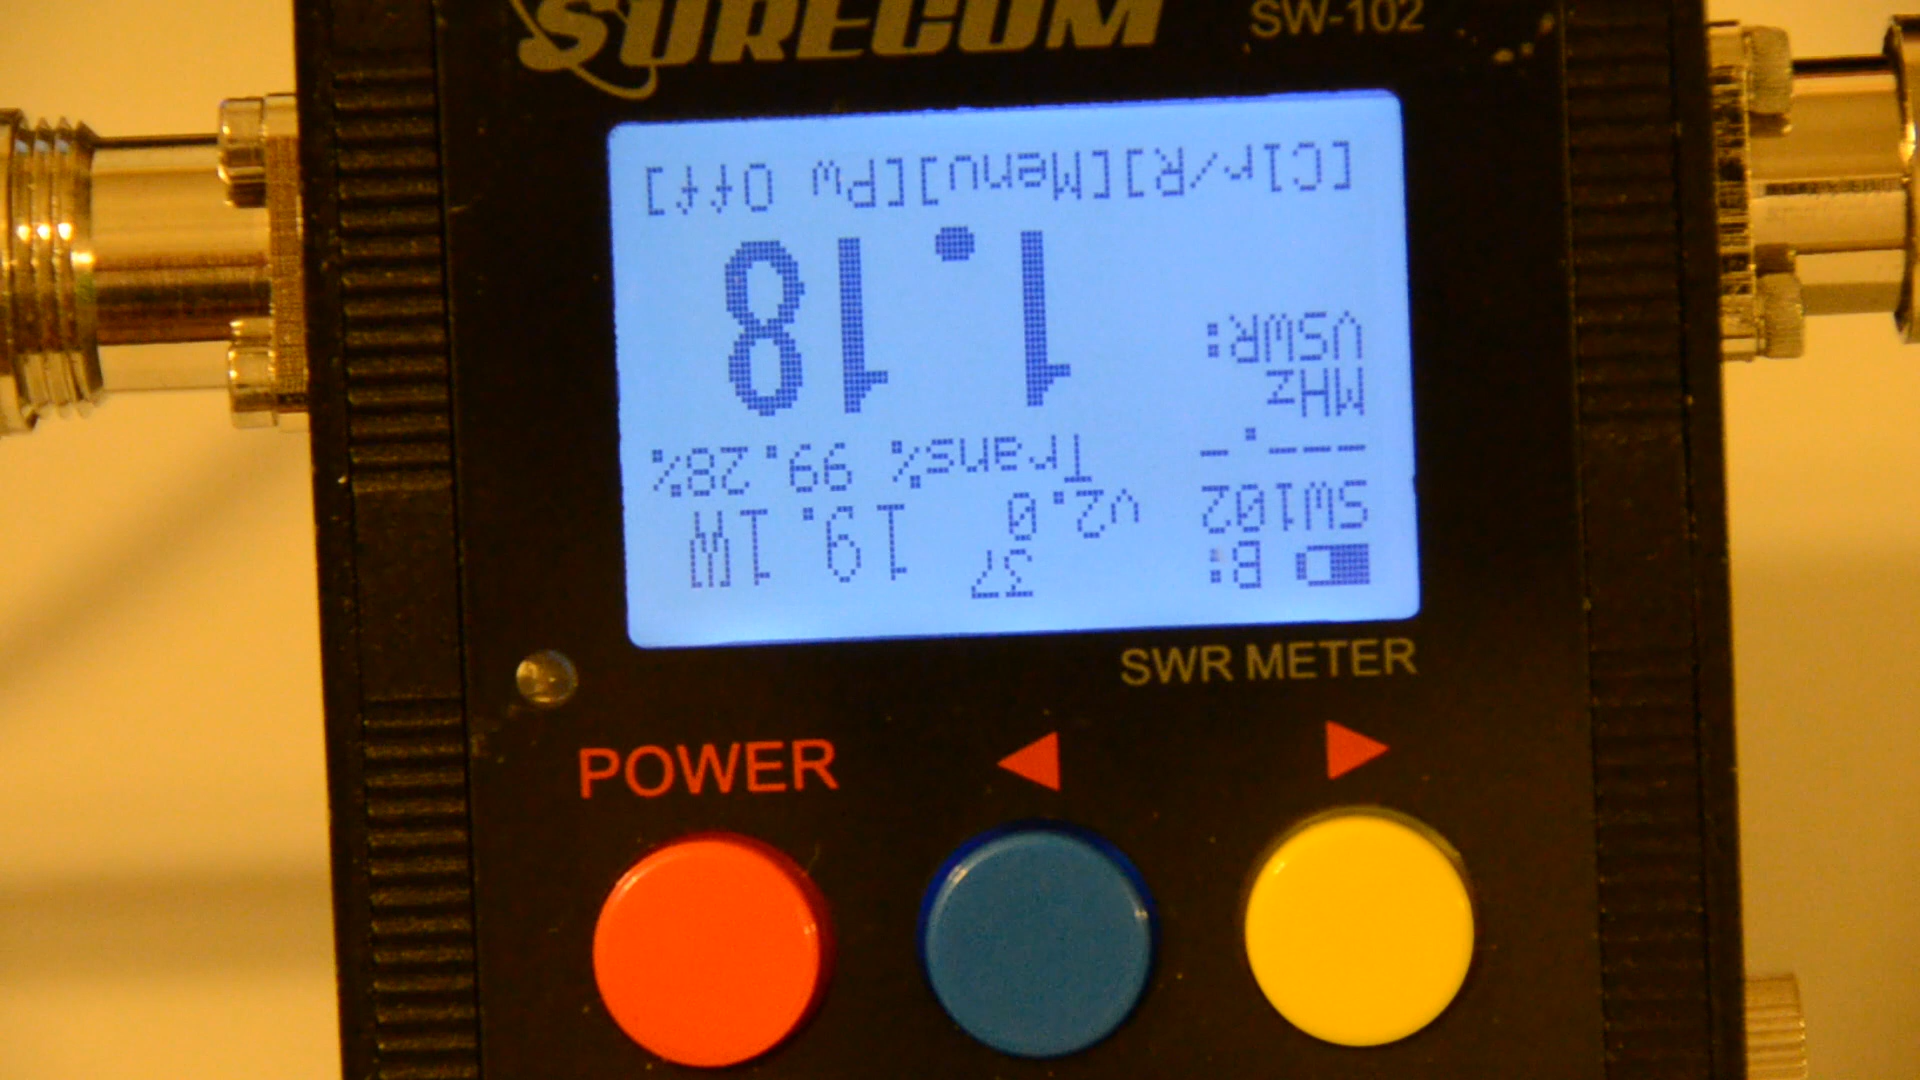 SURECOM
SW-102
B: 19.1W
SW102 V2.0
---.- Trans% 99.28%
MHz
VSWR: 1.18
[Clr/R][Menu][Pw Off]
SWR METER
POWER